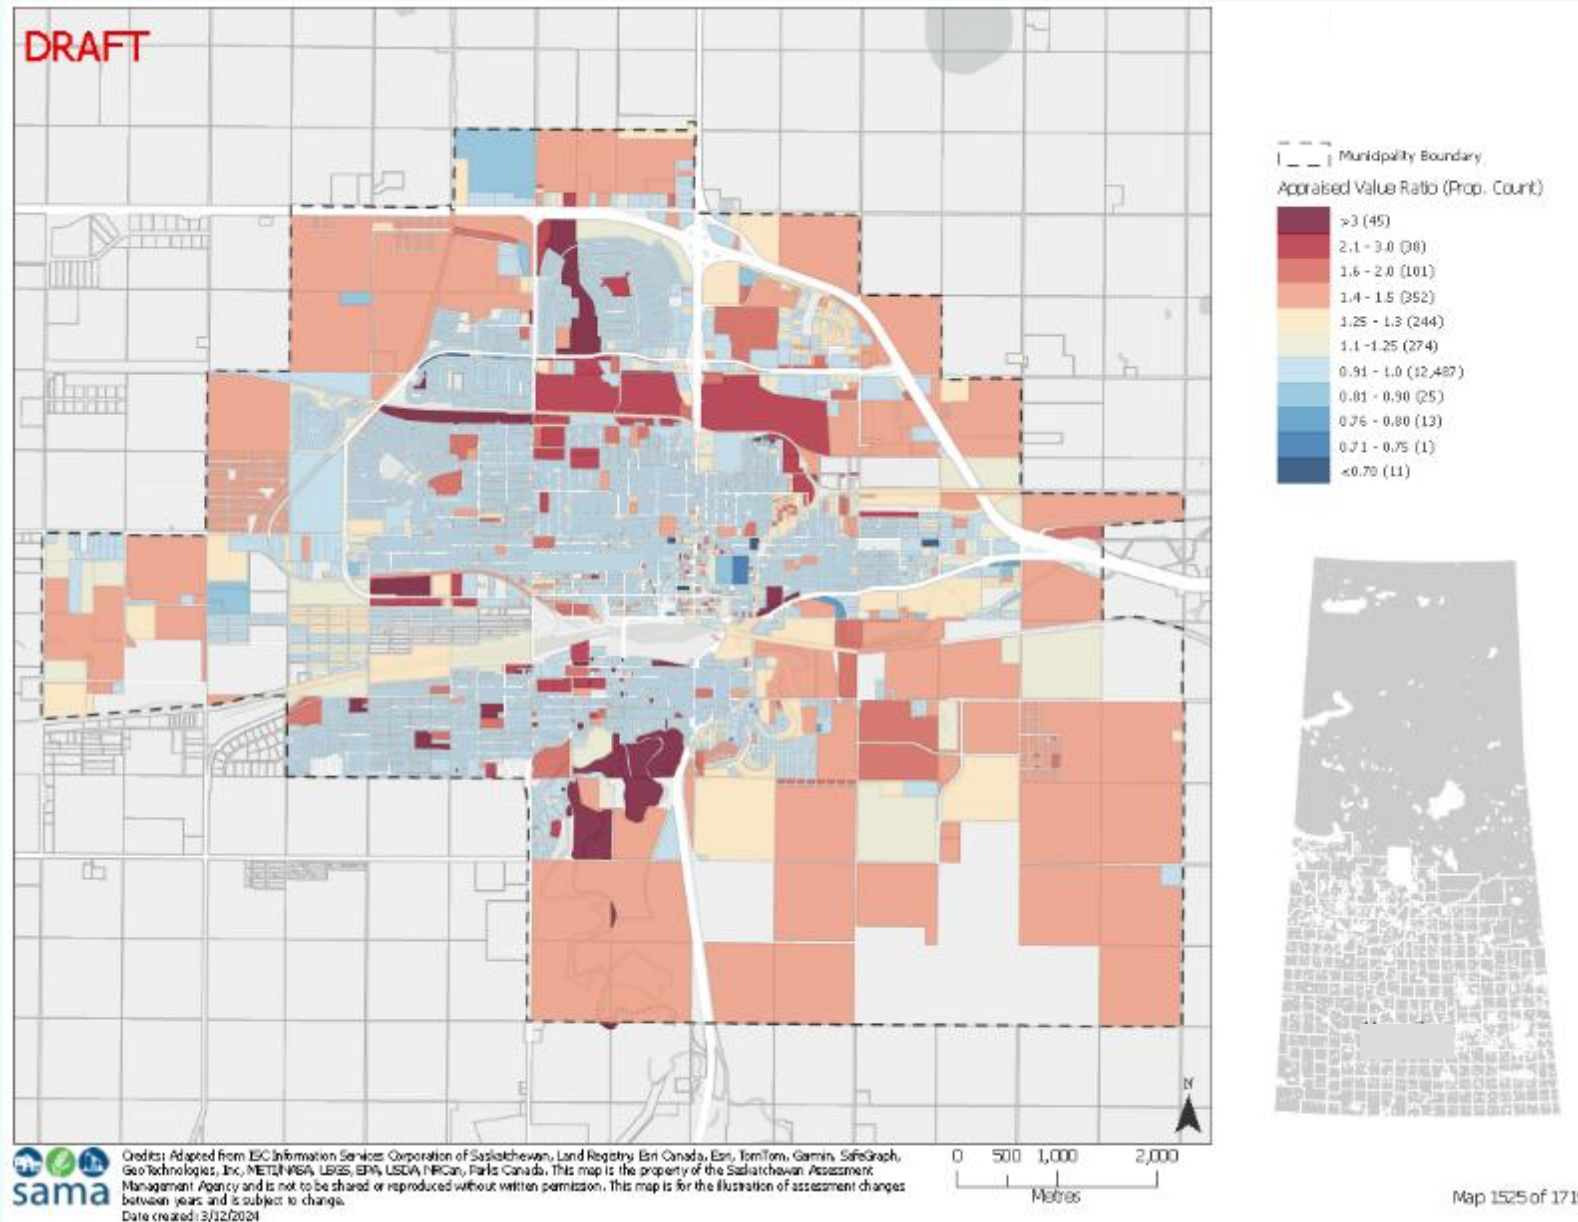 DRAFT
Municipality Boundary
Appraised Value Ratio (Prop. Count)
>3 (45)
2.1 - 3.0 (38)
1.6 - 2.0 (101)
1.4 - 1.5 (352)
1.25 - 1.3 (244)
1.1 -1.25 (274)
0.91 - 1.0 (12,487)
0.81 - 0.90 (25)
0.76 - 0.80 (13)
0.71 - 0.75 (1)
<0.70 (11)
N
sama
Credits: Adapted from ISC Information Services Corporation of Saskatchewan, Land Registry, Esri Canada, Esri, TomTom, Garmin, SafeGraph,
GeoTechnologies, Inc, METI/NASA, USGS, EPA, USDA, NRCan, Parks Canada. This map is the property of the Saskatchewan Assessment
Management Agency and is not to be shared or reproduced without written permission. This map is for the illustration of assessment changes
between years and is subject to change.
Date created: 3/12/2024
0 500 1,000 2,000
Metres
Map 1525 of 171